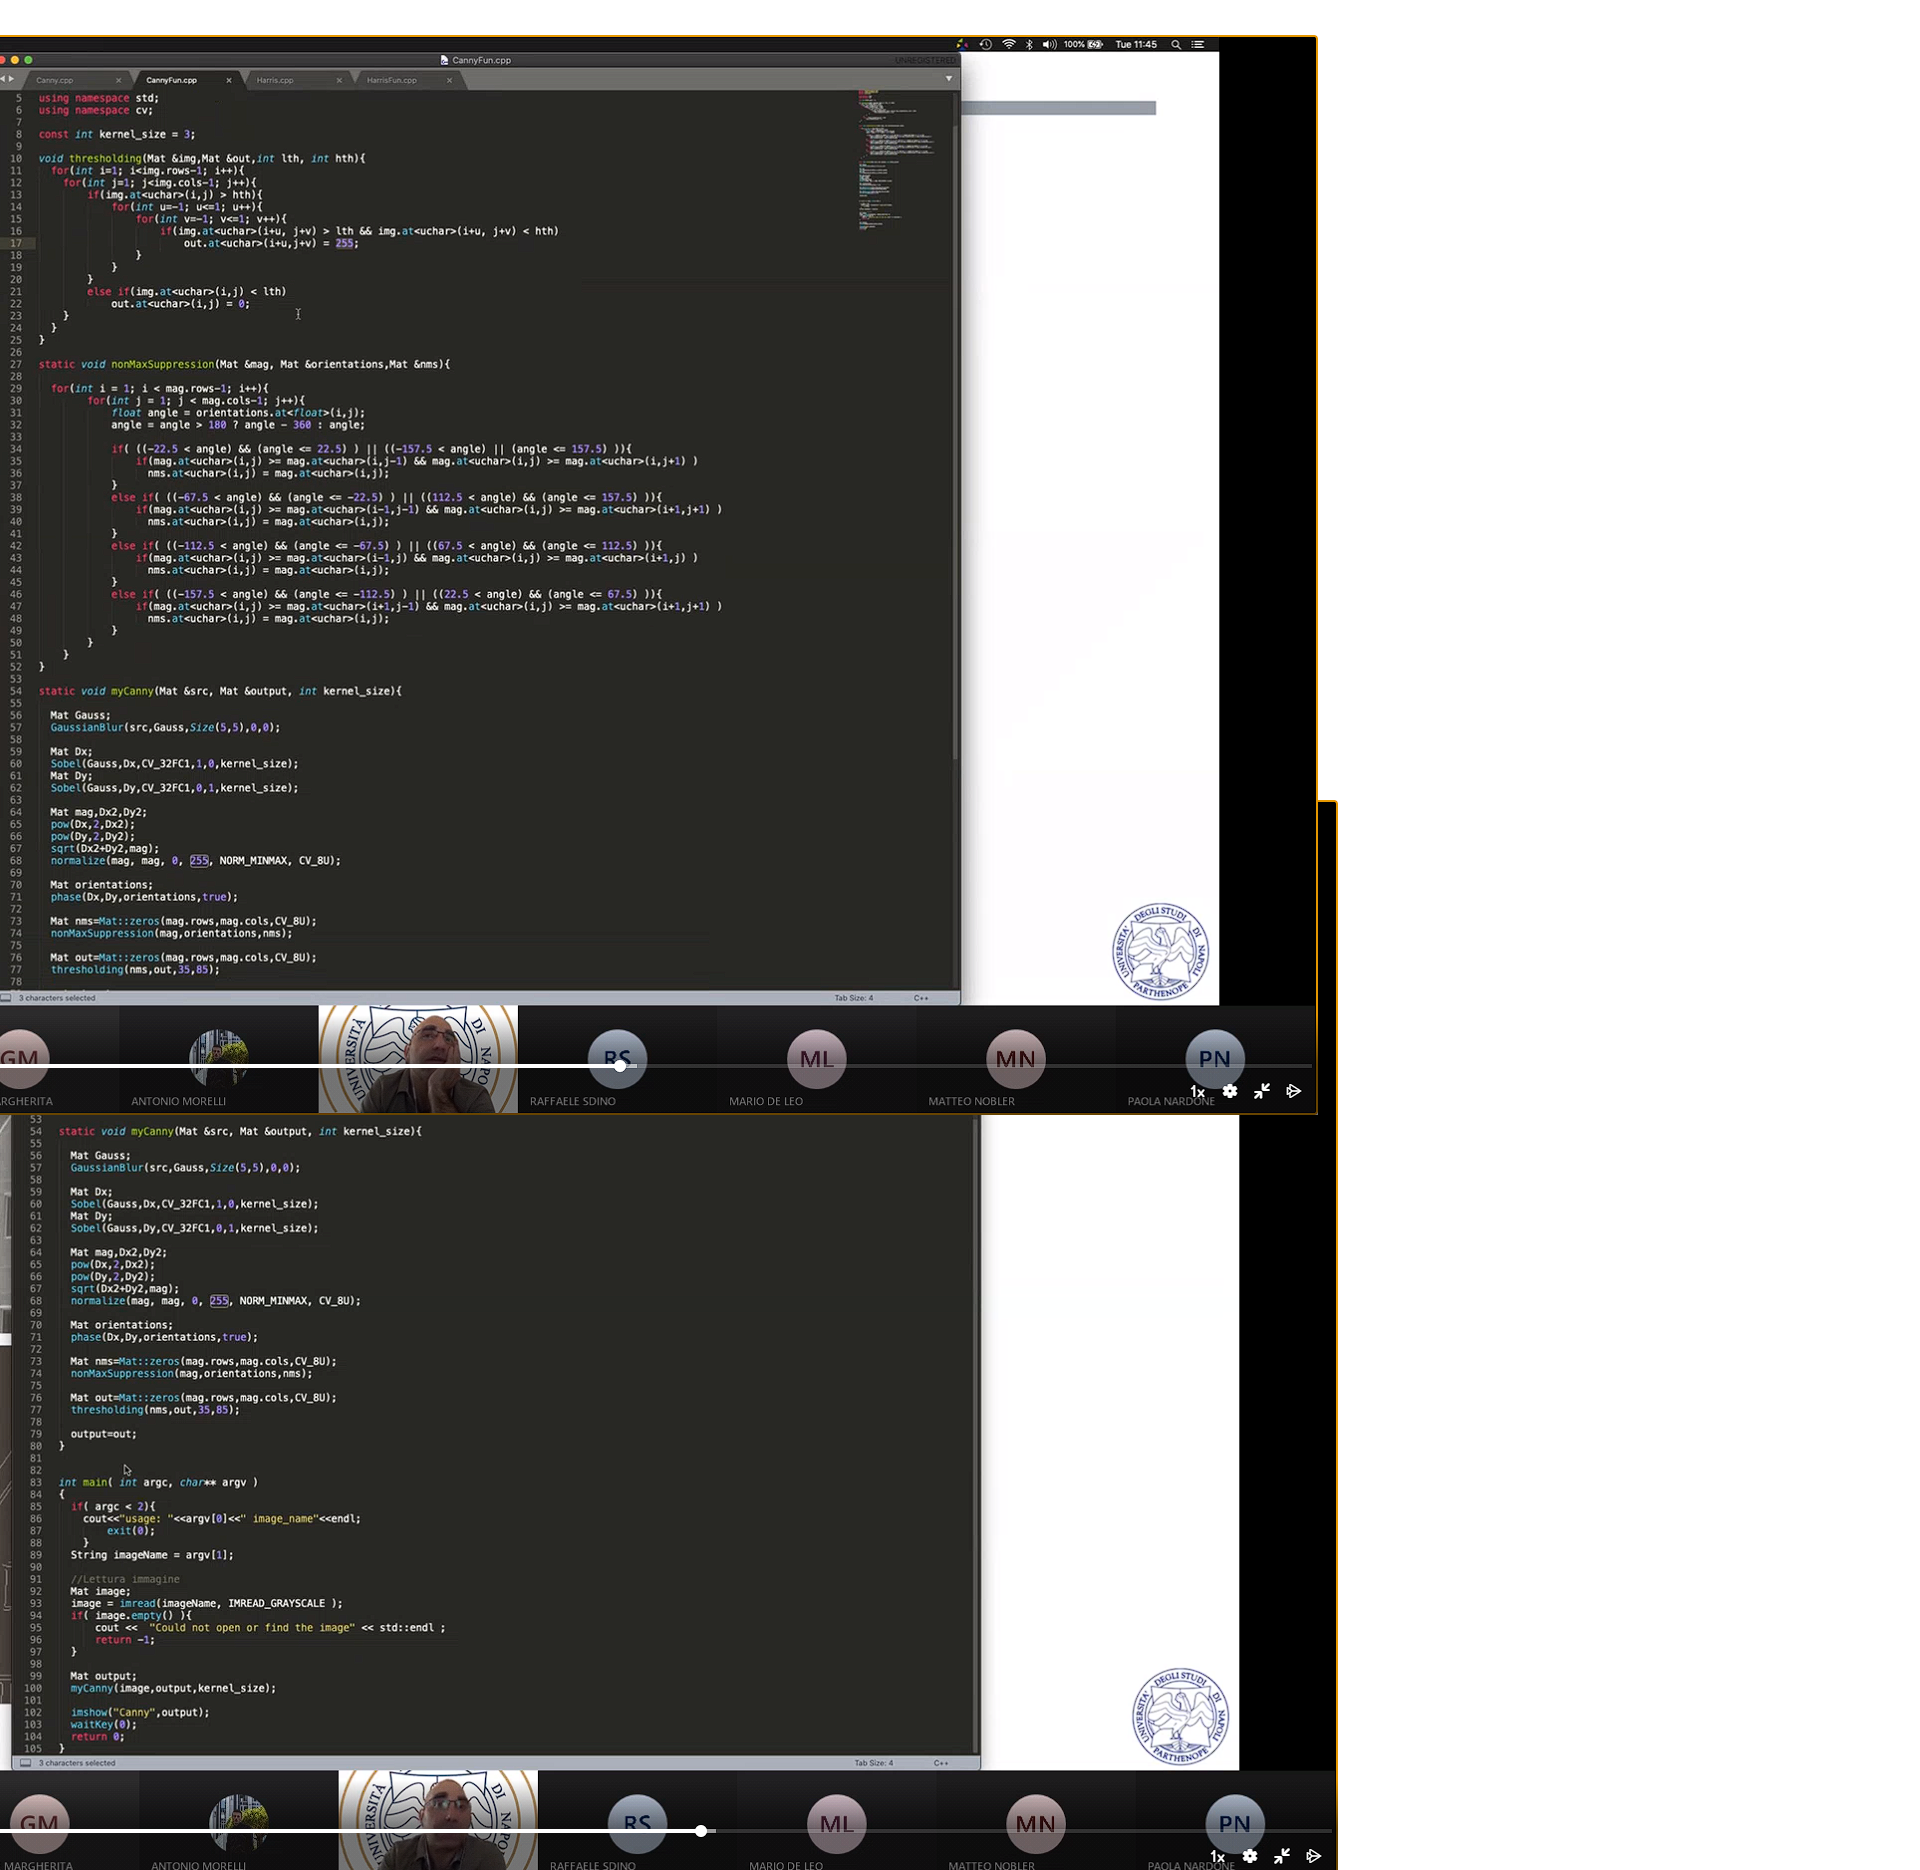 100% Tue 11:45
CannyFun.cpp UNREGISTERED
Canny.cpp CannyFun.cpp Harris.cpp HarrisFun.cpp
5 using namespace std;
6 using namespace cv;
7
8 const int kernel_size = 3;
9
10 void thresholding(Mat &img,Mat &out,int lth, int hth){
11 for(int i=1; i<img.rows-1; i++){
12 for(int j=1; j<img.cols-1; j++){
13 if(img.at<uchar>(i,j) > hth){
14 for(int u=-1; u<=1; u++){
15 for(int v=-1; v<=1; v++){
16 if(img.at<uchar>(i+u, j+v) > lth && img.at<uchar>(i+u, j+v) < hth)
17 out.at<uchar>(i+u,j+v) = 255;
18 }
19 }
20 }
21 else if(img.at<uchar>(i,j) < lth)
22 out.at<uchar>(i,j) = 0;
23 }
24 }
25 }
26
27 static void nonMaxSuppression(Mat &mag, Mat &orientations,Mat &nms){
28
29 for(int i = 1; i < mag.rows-1; i++){
30 for(int j = 1; j < mag.cols-1; j++){
31 float angle = orientations.at<float>(i,j);
32 angle = angle > 180 ? angle - 360 : angle;
33
34 if( ((-22.5 < angle) && (angle <= 22.5) ) || ((-157.5 < angle) || (angle <= 157.5) )){
35 if(mag.at<uchar>(i,j) >= mag.at<uchar>(i,j-1) && mag.at<uchar>(i,j) >= mag.at<uchar>(i,j+1) )
36 nms.at<uchar>(i,j) = mag.at<uchar>(i,j);
37 }
38 else if( ((-67.5 < angle) && (angle <= -22.5) ) || ((112.5 < angle) && (angle <= 157.5) )){
39 if(mag.at<uchar>(i,j) >= mag.at<uchar>(i-1,j-1) && mag.at<uchar>(i,j) >= mag.at<uchar>(i+1,j+1) )
40 nms.at<uchar>(i,j) = mag.at<uchar>(i,j);
41 }
42 else if( ((-112.5 < angle) && (angle <= -67.5) ) || ((67.5 < angle) && (angle <= 112.5) )){
43 if(mag.at<uchar>(i,j) >= mag.at<uchar>(i-1,j) && mag.at<uchar>(i,j) >= mag.at<uchar>(i+1,j) )
44 nms.at<uchar>(i,j) = mag.at<uchar>(i,j);
45 }
46 else if( ((-157.5 < angle) && (angle <= -112.5) ) || ((22.5 < angle) && (angle <= 67.5) )){
47 if(mag.at<uchar>(i,j) >= mag.at<uchar>(i+1,j-1) && mag.at<uchar>(i,j) >= mag.at<uchar>(i+1,j+1) )
48 nms.at<uchar>(i,j) = mag.at<uchar>(i,j);
49 }
50 }
51 }
52 }
53
54 static void myCanny(Mat &src, Mat &output, int kernel_size){
55
56 Mat Gauss;
57 GaussianBlur(src,Gauss,Size(5,5),0,0);
58
59 Mat Dx;
60 Sobel(Gauss,Dx,CV_32FC1,1,0,kernel_size);
61 Mat Dy;
62 Sobel(Gauss,Dy,CV_32FC1,0,1,kernel_size);
63
64 Mat mag,Dx2,Dy2;
65 pow(Dx,2,Dx2);
66 pow(Dy,2,Dy2);
67 sqrt(Dx2+Dy2,mag);
68 normalize(mag, mag, 0, 255, NORM_MINMAX, CV_8U);
69
70 Mat orientations;
71 phase(Dx,Dy,orientations,true);
72
73 Mat nms=Mat::zeros(mag.rows,mag.cols,CV_8U);
74 nonMaxSuppression(mag,orientations,nms);
75
76 Mat out=Mat::zeros(mag.rows,mag.cols,CV_8U);
77 thresholding(nms,out,35,85);
78
3 characters selected Tab Size: 4 C++
UNIVERSITÀ DEGLI STUDI DI NAPOLI PARTHENOPE
GM RS ML MN PN
1x
RGHERITA ANTONIO MORELLI RAFFAELE SDINO MARIO DE LEO MATTEO NOBLER PAOLA NARDONE
53
54 static void myCanny(Mat &src, Mat &output, int kernel_size){
55
56 Mat Gauss;
57 GaussianBlur(src,Gauss,Size(5,5),0,0);
58
59 Mat Dx;
60 Sobel(Gauss,Dx,CV_32FC1,1,0,kernel_size);
61 Mat Dy;
62 Sobel(Gauss,Dy,CV_32FC1,0,1,kernel_size);
63
64 Mat mag,Dx2,Dy2;
65 pow(Dx,2,Dx2);
66 pow(Dy,2,Dy2);
67 sqrt(Dx2+Dy2,mag);
68 normalize(mag, mag, 0, 255, NORM_MINMAX, CV_8U);
69
70 Mat orientations;
71 phase(Dx,Dy,orientations,true);
72
73 Mat nms=Mat::zeros(mag.rows,mag.cols,CV_8U);
74 nonMaxSuppression(mag,orientations,nms);
75
76 Mat out=Mat::zeros(mag.rows,mag.cols,CV_8U);
77 thresholding(nms,out,35,85);
78
79 output=out;
80 }
81
82
83 int main( int argc, char** argv )
84 {
85 if( argc < 2){
86 cout<<"usage: "<<argv[0]<<" image_name"<<endl;
87 exit(0);
88 }
89 String imageName = argv[1];
90
91 //Lettura immagine
92 Mat image;
93 image = imread(imageName, IMREAD_GRAYSCALE );
94 if( image.empty() ){
95 cout << "Could not open or find the image" << std::endl ;
96 return -1;
97 }
98
99 Mat output;
100 myCanny(image,output,kernel_size);
101
102 imshow("Canny",output);
103 waitKey(0);
104 return 0;
105 }
3 characters selected Tab Size: 4 C++
UNIVERSITÀ DEGLI STUDI DI NAPOLI PARTHENOPE
GM RS ML MN PN
1x
MARGHERITA ANTONIO MORELLI RAFFAELE SDINO MARIO DE LEO MATTEO NOBLER PAOLA NARDONE